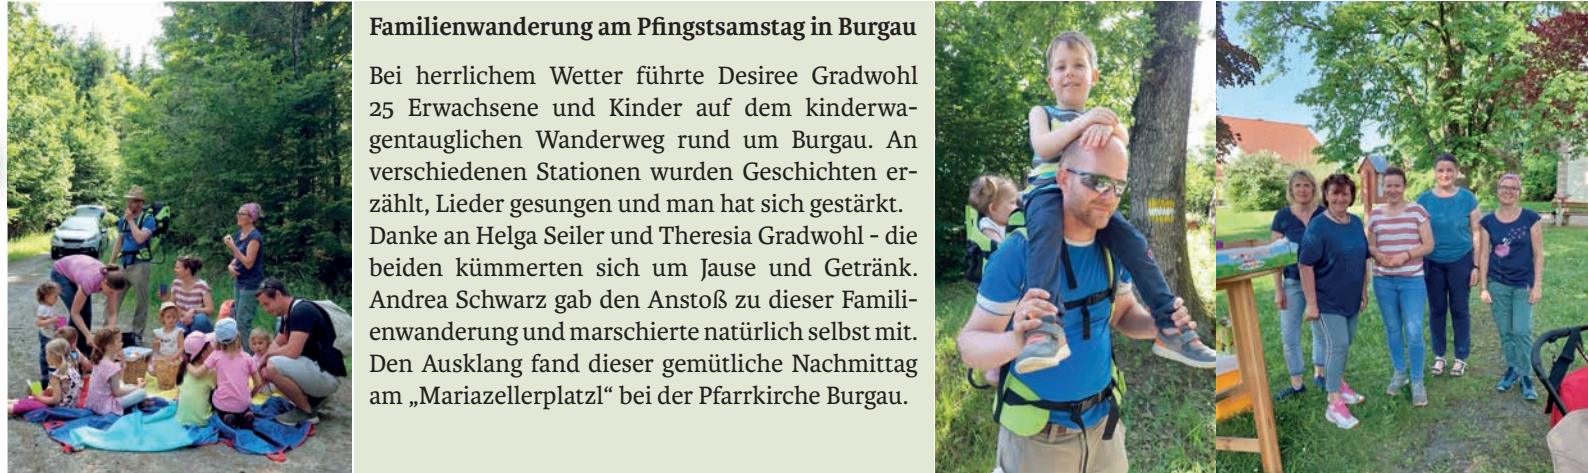 Familienwanderung am Pfingstsamstag in Burgau
Bei herrlichem Wetter führte Desiree Gradwohl
25 Erwachsene und Kinder auf dem kinderwa-
gentauglichen Wanderweg rund um Burgau. An
verschiedenen Stationen wurden Geschichten er-
zählt, Lieder gesungen und man hat sich gestärkt.
Danke an Helga Seiler und Theresia Gradwohl - die
beiden kümmerten sich um Jause und Getränk.
Andrea Schwarz gab den Anstoß zu dieser Famili-
enwanderung und marschierte natürlich selbst mit.
Den Ausklang fand dieser gemütliche Nachmittag
am „Mariazellerplatzl“ bei der Pfarrkirche Burgau.